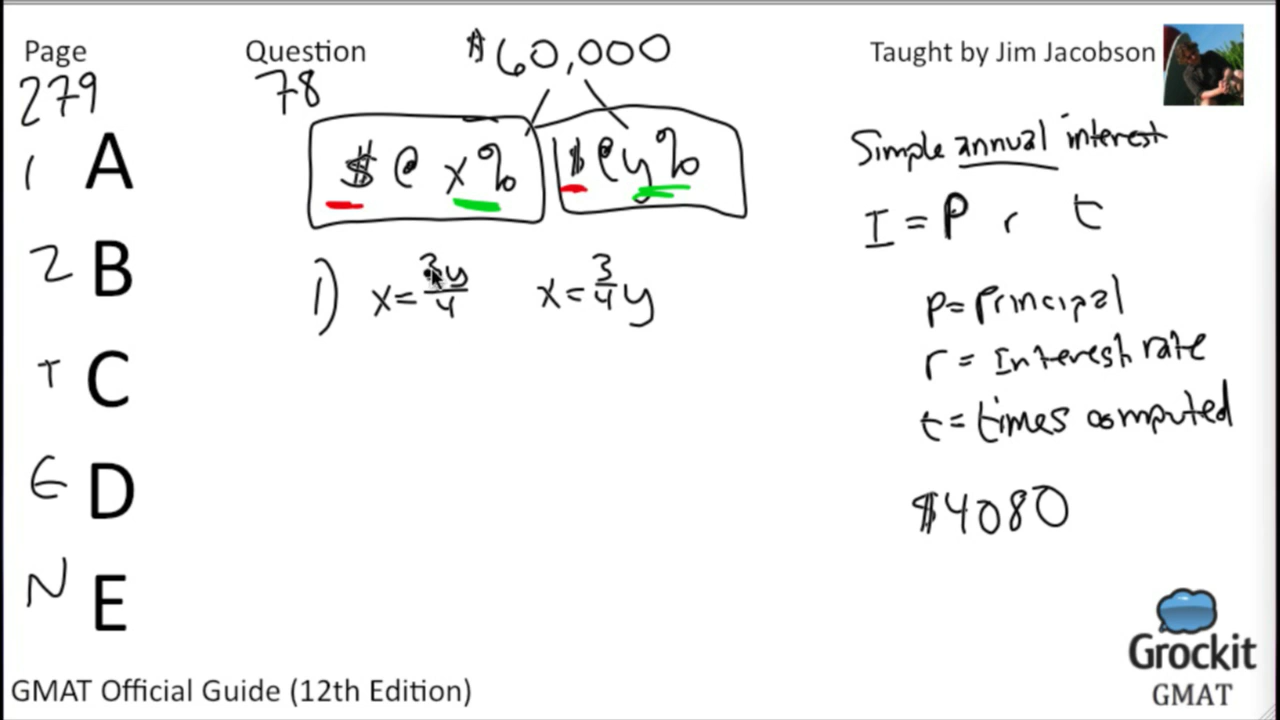 Page
279
Question
78
$60,000
Taught by Jim Jacobson
$ @ x%
$ @ y%
1 A
2 B
T C
E D
N E
1) x = 3y/4
x = 3/4 y
Simple annual interest
I = P r t
P = Principal
r = Interest rate
t = times computed
$4080
Grockit
GMAT
GMAT Official Guide (12th Edition)